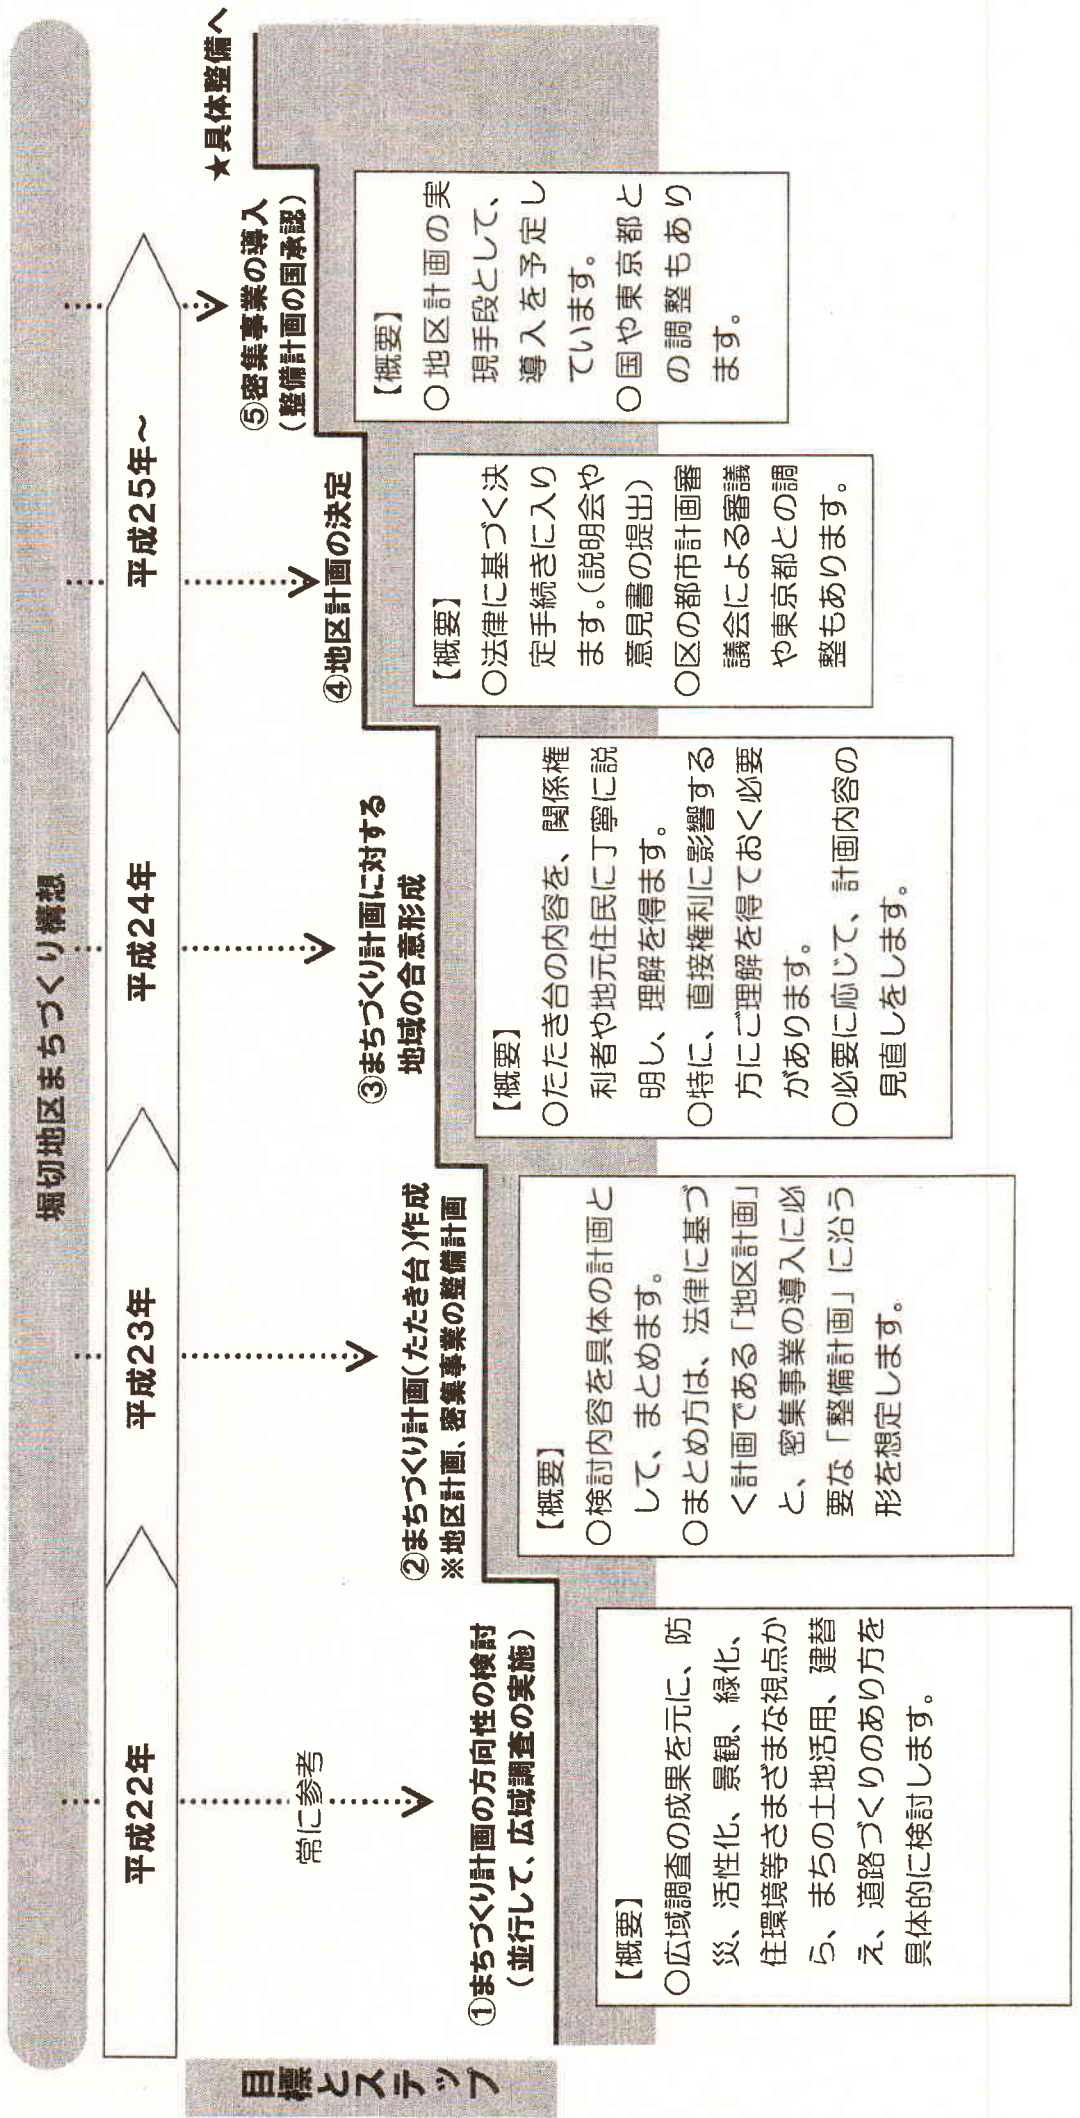 堀切地区まちづくり構想
平成22年
平成23年
平成24年
平成25年～
目標とステップ
常に参考
①まちづくり計画の方向性の検討
（並行して、広域調査の実施）
【概要】
○広域調査の成果を元に、防
災、活性化、景観、緑化、
住環境等さまざまな視点か
ら、まちの土地活用、建替
え、道路づくりのあり方を
具体的に検討します。
②まちづくり計画（たたき台）作成
※地区計画、密集事業の整備計画
【概要】
○検討内容を具体の計画と
して、まとめます。
○まとめ方は、法律に基づ
く計画である「地区計画」
と、密集事業の導入に必
要な「整備計画」に沿う
形を想定します。
③まちづくり計画に対する
地域の合意形成
【概要】
○たたき台の内容を、関係権
利者や地元住民に丁寧に説
明し、理解を得ます。
○特に、直接権利に影響する
方にご理解を得ておく必要
があります。
○必要に応じて、計画内容の
見直しをします。
④地区計画の決定
【概要】
○法律に基づく決
定手続きに入り
ます。（説明会や
意見書の提出）
○区の都市計画審
議会による審議
や東京都との調
整もあります。
⑤密集事業の導入
（整備計画の国承認）
【概要】
○地区計画の実
現手段として、
導入を予定し
ています。
○国や東京都と
の調整もあり
ます。
★具体整備へ